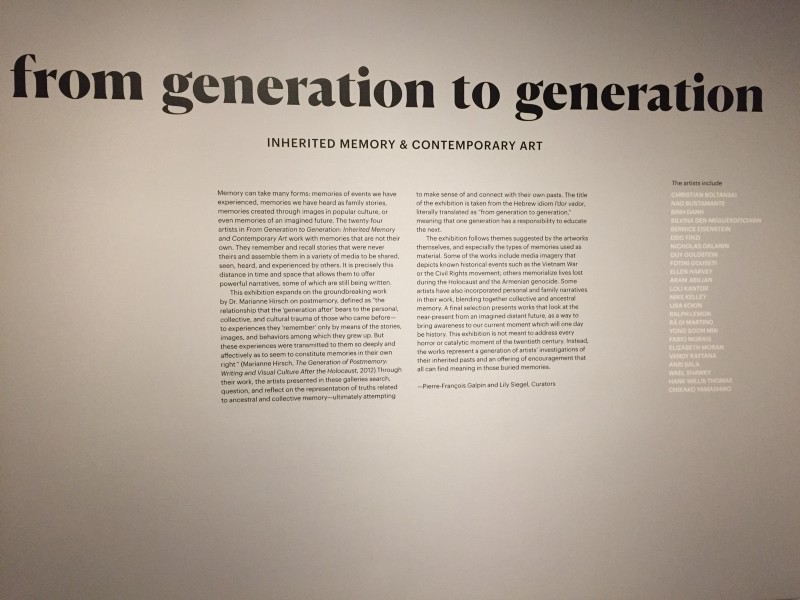 from generation to generation
INHERITED MEMORY & CONTEMPORARY ART
Memory can take many forms: memories of events we have
experienced, memories we have heard as family stories,
memories created through images in popular culture, or
even memories of an imagined future. The twenty four
artists in From Generation to Generation: Inherited Memory
and Contemporary Art work with memories that are not their
own. They remember and recall stories that were never
theirs and assemble them in a variety of media to be shared,
seen, heard, and experienced by others. It is precisely this
distance in time and space that allows them to offer
powerful narratives, some of which are still being written.
This exhibition expands on the groundbreaking work
by Dr. Marianne Hirsch on postmemory, defined as "the
relationship that the 'generation after' bears to the personal,
collective, and cultural trauma of those who came before—
to experiences they 'remember' only by means of the stories,
images, and behaviors among which they grew up. But
these experiences were transmitted to them so deeply and
affectively as to seem to constitute memories in their own
right" (Marianne Hirsch, The Generation of Postmemory:
Writing and Visual Culture After the Holocaust, 2012). Through
their work, the artists presented in these galleries search,
question, and reflect on the representation of truths related
to ancestral and collective memory—ultimately attempting
to make sense of and connect with their own pasts. The title
of the exhibition is taken from the Hebrew idiom l'dor vador,
literally translated as "from generation to generation,"
meaning that one generation has a responsibility to educate
the next.
The exhibition follows themes suggested by the artworks
themselves, and especially the types of memories used as
material. Some of the works include media imagery that
depicts known historical events such as the Vietnam War
or the Civil Rights movement; others memorialize lives lost
during the Holocaust and the Armenian genocide. Some
artists have also incorporated personal and family narratives
in their work, blending together collective and ancestral
memory. A final selection presents works that look at the
near-present from an imagined distant future, as a way to
bring awareness to our current moment which will one day
be history. This exhibition is not meant to address every
horror or catalytic moment of the twentieth century. Instead,
the works represent a generation of artists' investigations of
their inherited pasts and an offering of encouragement that
all can find meaning in those buried memories.
—Pierre-François Galpin and Lily Siegel, Curators
The artists include
CHRISTIAN BOLTANSKI
NAO BUSTAMANTE
BINH DANH
SILVINA DER-MEGUERDITCHIAN
BERNICE EISENSTEIN
ERIC FINZI
NICHOLAS GALANIN
GUY GOLDSTEIN
FOTINI GOUSETI
ELLEN HARVEY
ARAM JIBILIAN
LOLI KANTOR
MIKE KELLEY
LISA KOKIN
RALPH LEMON
RÄ DI MARTINO
YONG SOON MIN
FABIO MORAIS
ELIZABETH MORAN
VANDY RATTANA
ANRI SALA
WAEL SHAWKY
HANK WILLIS THOMAS
CHIKAKO YAMASHIRO